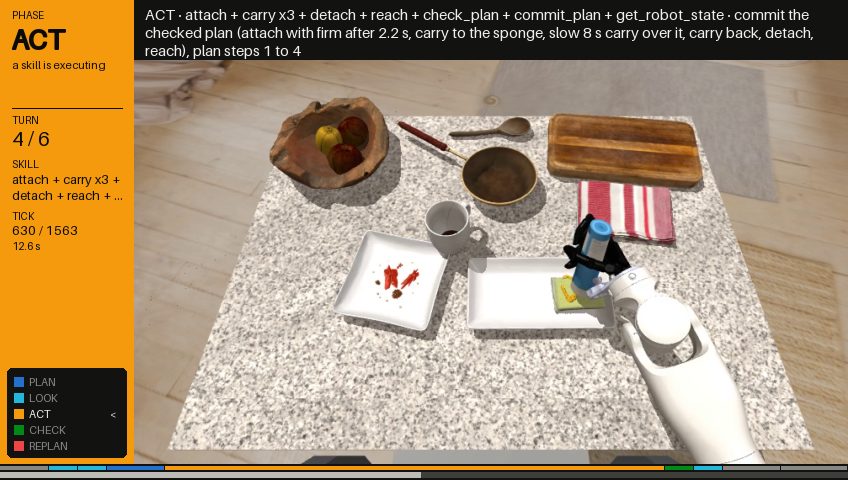 PHASE
ACT
a skill is executing
TURN
4 / 6
SKILL
attach + carry x3 +
detach + reach + ...
TICK
630 / 1563
12.6 s
PLAN
LOOK
ACT <
CHECK
REPLAN
ACT · attach + carry x3 + detach + reach + check_plan + commit_plan + get_robot_state · commit the
checked plan (attach with firm after 2.2 s, carry to the sponge, slow 8 s carry over it, carry back, detach,
reach), plan steps 1 to 4